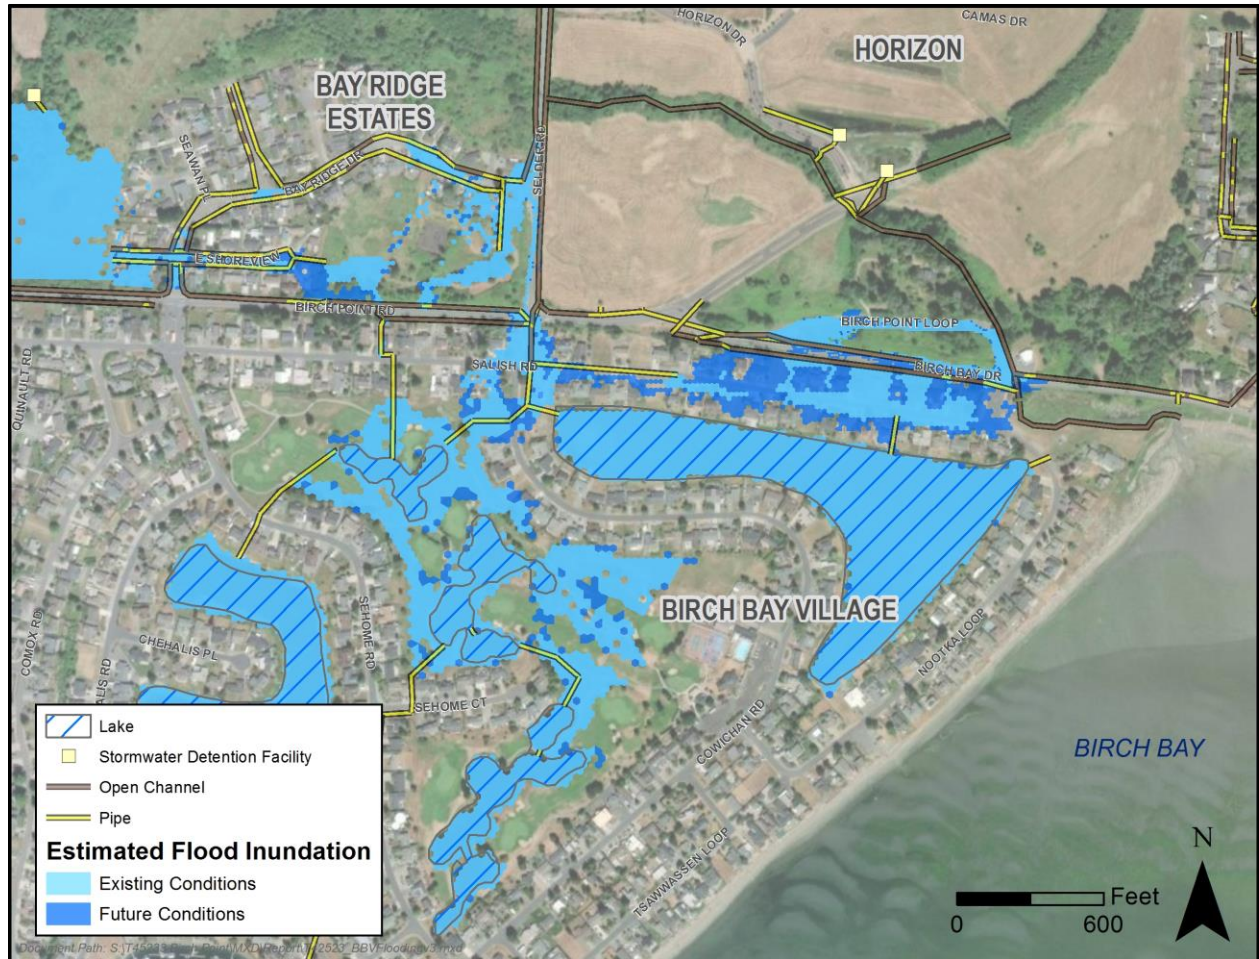 HORIZON DR
CAMAS DR
HORIZON
BAY RIDGE
ESTATES
SEAWAN PL
BAY RIDGE DR
SELDER RD
E SHOREVIEW
BIRCH POINT RD
BIRCH POINT LOOP
SALISH RD
BIRCH BAY DR
QUINAULT RD
BIRCH BAY VILLAGE
COMOX RD
CHEHALIS PL
SEHOME RD
NOOTKA LOOP
ALIS RD
SEHOME CT
COWICHAN RD
BIRCH BAY
TSAWWASSEN LOOP
Lake
Stormwater Detention Facility
Open Channel
Pipe
Estimated Flood Inundation
Existing Conditions
Future Conditions
N
Feet
0 600